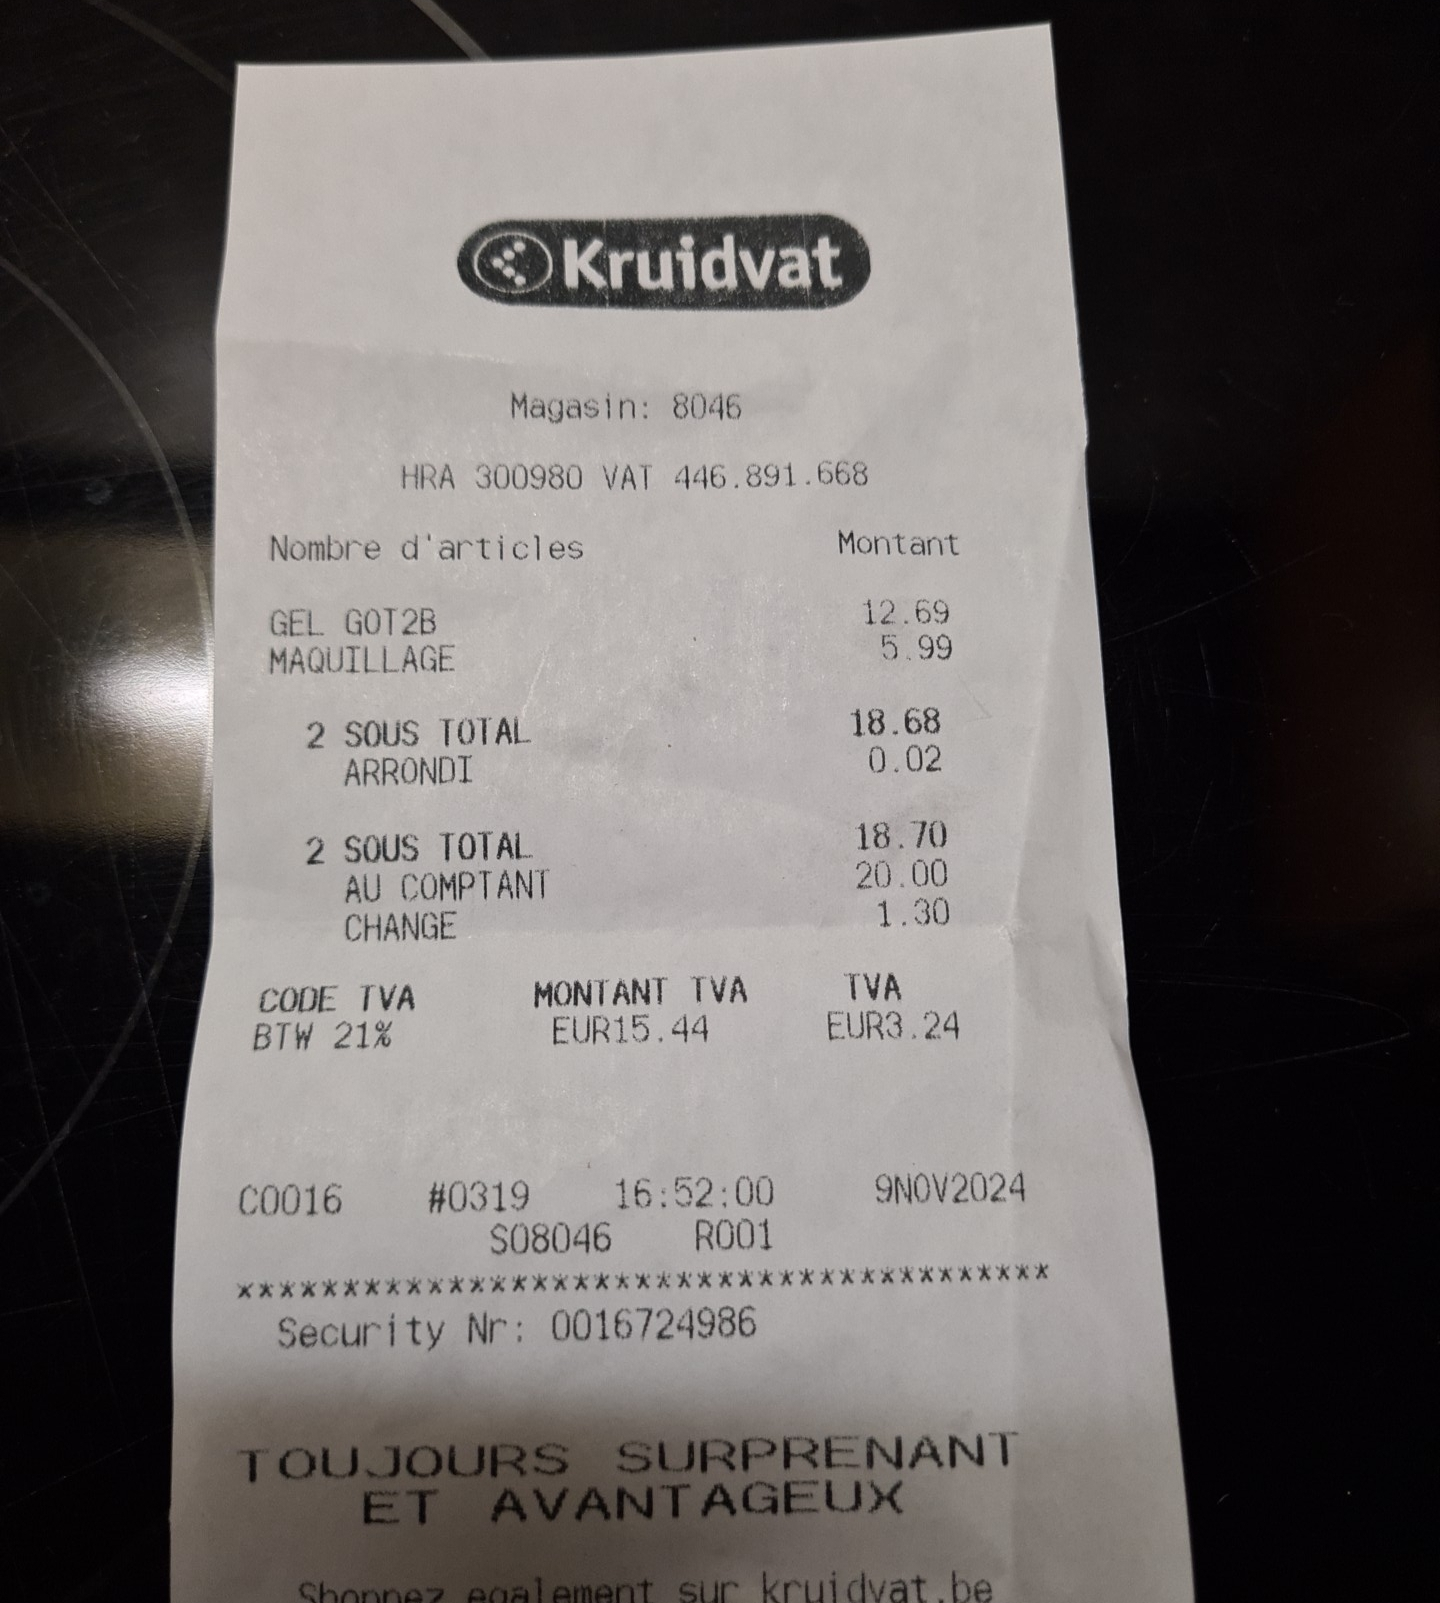 Kruidvat
Magasin: 8046
HRA 300980 VAT 446.891.668
Nombre d'articles Montant
GEL GOT2B 12.69
MAQUILLAGE 5.99
2 SOUS TOTAL 18.68
ARRONDI 0.02
2 SOUS TOTAL 18.70
AU COMPTANT 20.00
CHANGE 1.30
CODE TVA MONTANT TVA TVA
BTW 21% EUR15.44 EUR3.24
C0016 #0319 16:52:00 9NOV2024
S08046 R001
***************************************
Security Nr: 0016724986
TOUJOURS SURPRENANT
ET AVANTAGEUX
Shoppez egalement sur kruidvat.be